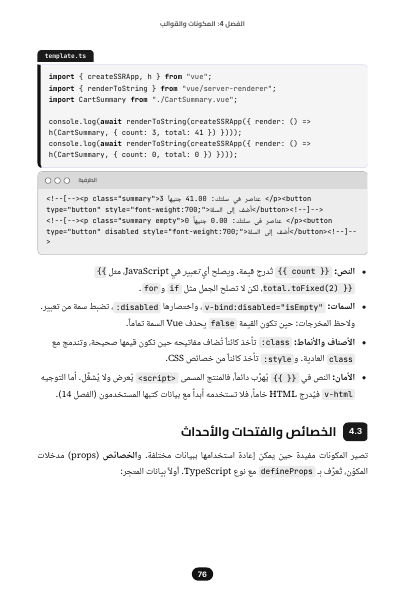 الفصل 4: المكونات والقوالب
template.ts
import { createSSRApp, h } from "vue";
import { renderToString } from "vue/server-renderer";
import CartSummary from "./CartSummary.vue";
console.log(await renderToString(createSSRApp({ render: () =>
h(CartSummary, { count: 3, total: 41 }) })));
console.log(await renderToString(createSSRApp({ render: () =>
h(CartSummary, { count: 0, total: 0 }) })));
الطرفية
<!--[--><p class="summary">3 عناصر في سلتك: 41.00 جنيهاً</p><button
type="button" style="font-weight:700;">أضف إلى السلة</button><!--]-->
<!--[--><p class="summary empty">0 عناصر في سلتك: 0.00 جنيهاً</p><button
type="button" disabled style="font-weight:700;">أضف إلى السلة</button><!--]--
>
• النص: {{ count }} تُدرج قيمة. ويصلح أي تعبير في JavaScript، مثل {{
total.toFixed(2) }}، لكن لا تصلح الجمل مثل if و for.
• السمات: v-bind:disabled="isEmpty"، واختصارها :disabled، تضبط سمة من تعبير.
ولاحظ المخرجات: حين تكون القيمة false يحذف Vue السمة تماماً.
• الأصناف والأنماط: :class تأخذ كائناً تُضاف مفاتيحه حين تكون قيمها صحيحة، وتندمج مع
class العادية. و :style تأخذ كائناً من خصائص CSS.
• الأمان: النص في {{ }} يُهرَّب دائماً، فالمنتج المسمى <script> يُعرض ولا يُشغَّل. أما التوجيه
v-html فيُدرج HTML خاماً، فلا تستخدمه أبداً مع بيانات كتبها المستخدمون (الفصل 14).
4.3 الخصائص والفتحات والأحداث
تصير المكونات مفيدة حين يمكن إعادة استخدامها ببيانات مختلفة. والخصائص (props) مدخلات
المكوّن، تُعرَّف بـ defineProps مع نوع TypeScript. أولاً بيانات المتجر:
76